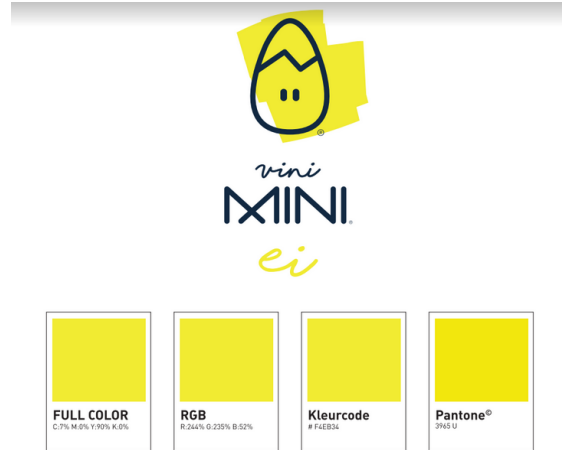 ®
vini
MINI®
ei
FULL COLOR
C:7% M:0% Y:90% K:0%
RGB
R:244% G:235% B:52%
Kleurcode
# F4EB34
Pantone©
3965 U